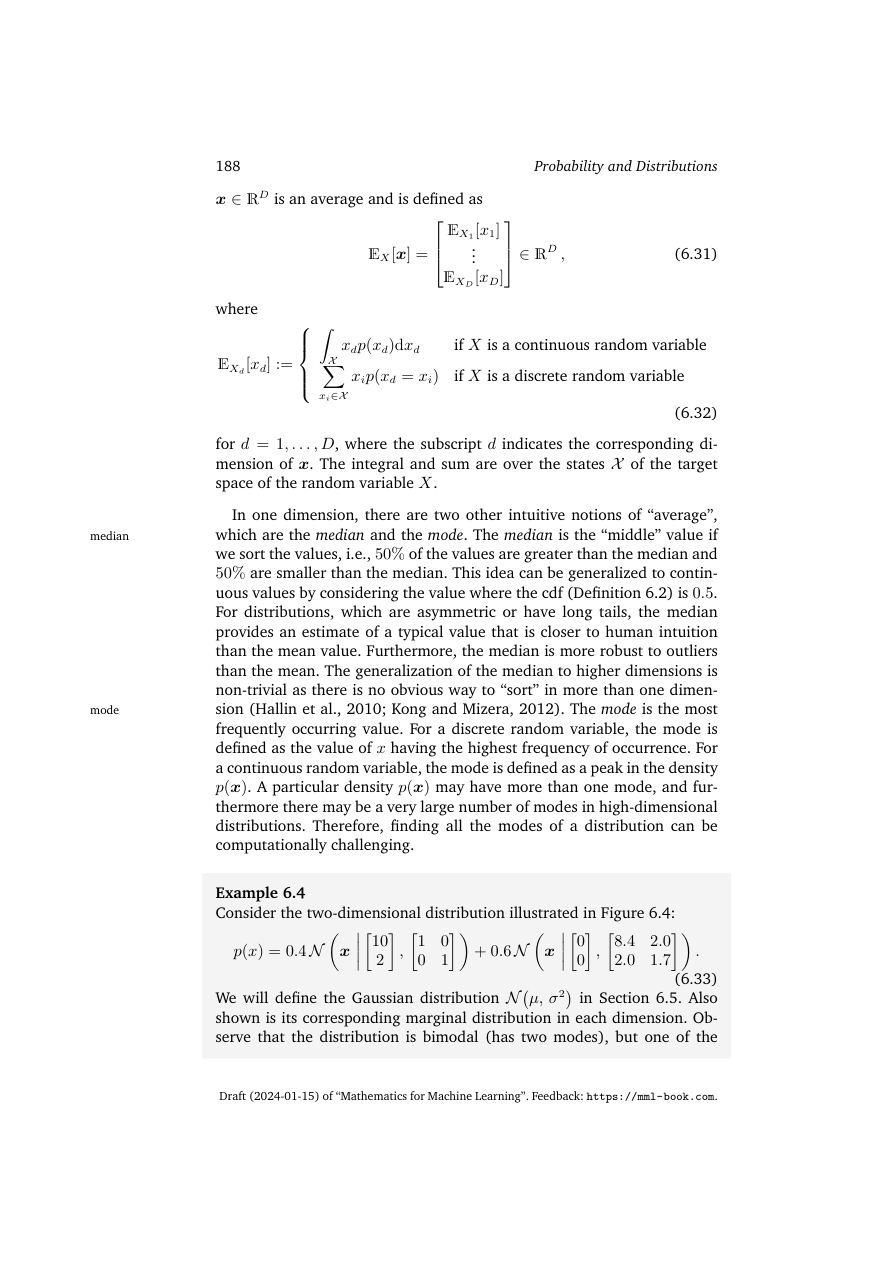 188 Probability and Distributions
x ∈ ℝ^D is an average and is defined as
𝔼_X[x] = [𝔼_{X_1}[x_1] ⋮ 𝔼_{X_D}[x_D]] ∈ ℝ^D , (6.31)
where
𝔼_{X_d}[x_d] := { ∫_𝒳 x_d p(x_d)dx_d if X is a continuous random variable
∑_{x_i∈𝒳} x_i p(x_d = x_i) if X is a discrete random variable
(6.32)
for d = 1, . . . , D, where the subscript d indicates the corresponding di-
mension of x. The integral and sum are over the states 𝒳 of the target
space of the random variable X.
In one dimension, there are two other intuitive notions of “average”,
median
which are the median and the mode. The median is the “middle” value if
we sort the values, i.e., 50% of the values are greater than the median and
50% are smaller than the median. This idea can be generalized to contin-
uous values by considering the value where the cdf (Definition 6.2) is 0.5.
For distributions, which are asymmetric or have long tails, the median
provides an estimate of a typical value that is closer to human intuition
than the mean value. Furthermore, the median is more robust to outliers
than the mean. The generalization of the median to higher dimensions is
non-trivial as there is no obvious way to “sort” in more than one dimen-
mode
sion (Hallin et al., 2010; Kong and Mizera, 2012). The mode is the most
frequently occurring value. For a discrete random variable, the mode is
defined as the value of x having the highest frequency of occurrence. For
a continuous random variable, the mode is defined as a peak in the density
p(x). A particular density p(x) may have more than one mode, and fur-
thermore there may be a very large number of modes in high-dimensional
distributions. Therefore, finding all the modes of a distribution can be
computationally challenging.
Example 6.4
Consider the two-dimensional distribution illustrated in Figure 6.4:
p(x) = 0.4 𝒩 (x | [10 2] , [1 0 0 1]) + 0.6 𝒩 (x | [0 0] , [8.4 2.0 2.0 1.7]) .
(6.33)
We will define the Gaussian distribution 𝒩(μ, σ²) in Section 6.5. Also
shown is its corresponding marginal distribution in each dimension. Ob-
serve that the distribution is bimodal (has two modes), but one of the
Draft (2024-01-15) of “Mathematics for Machine Learning”. Feedback: https://mml-book.com.